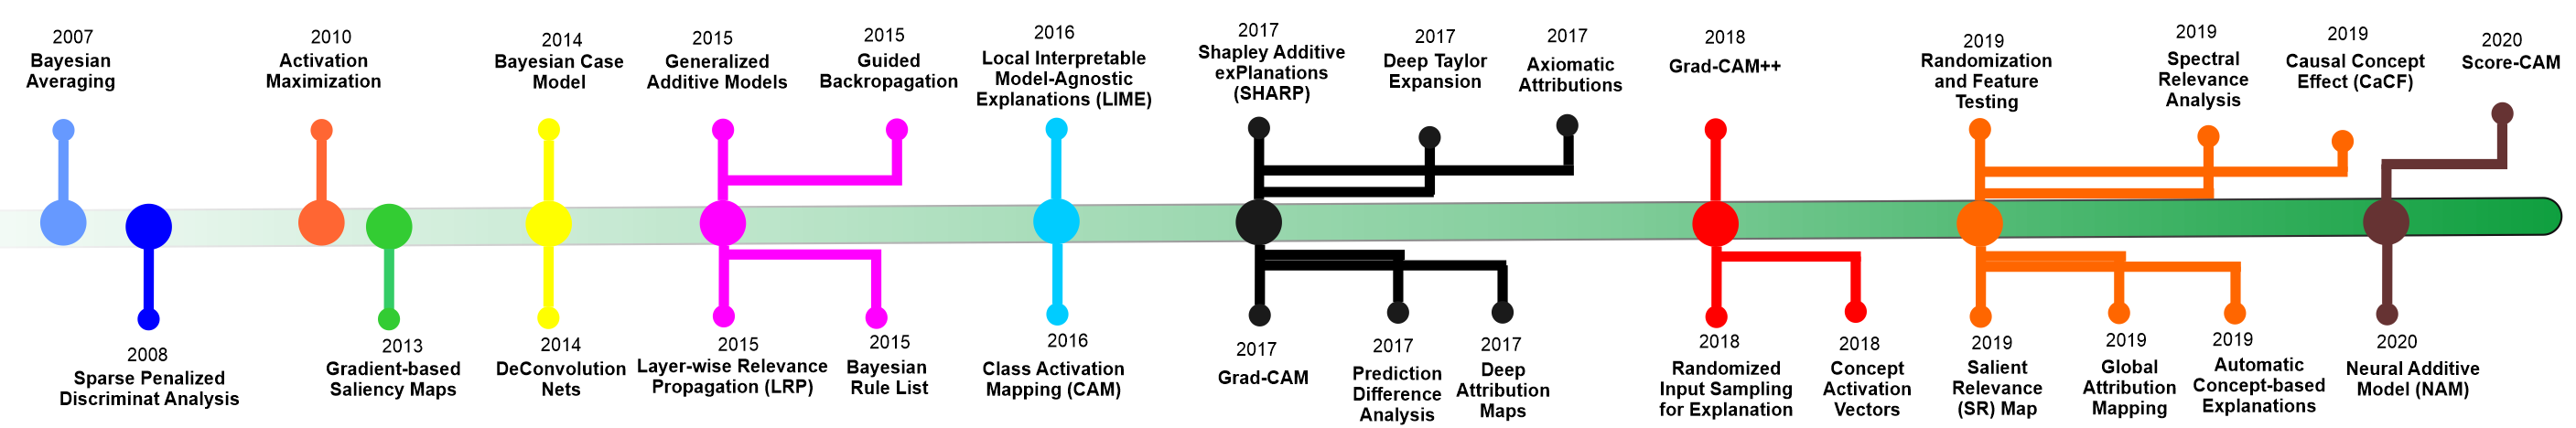 2007
Bayesian
Averaging
2010
Activation
Maximization
2014
Bayesian Case
Model
2015
Generalized
Additive Models
2015
Guided
Backropagation
2016
Local Interpretable
Model-Agnostic
Explanations (LIME)
2017
Shapley Additive
exPlanations
(SHARP)
2017
Deep Taylor
Expansion
2017
Axiomatic
Attributions
2018
Grad-CAM++
2019
Randomization
and Feature
Testing
2019
Spectral
Relevance
Analysis
2019
Causal Concept
Effect (CaCF)
2020
Score-CAM
2008
Sparse Penalized
Discriminat Analysis
2013
Gradient-based
Saliency Maps
2014
DeConvolution
Nets
2015
Layer-wise Relevance
Propagation (LRP)
2015
Bayesian
Rule List
2016
Class Activation
Mapping (CAM)
2017
Grad-CAM
2017
Prediction
Difference
Analysis
2017
Deep
Attribution
Maps
2018
Randomized
Input Sampling
for Explanation
2018
Concept
Activation
Vectors
2019
Salient
Relevance
(SR) Map
2019
Global
Attribution
Mapping
2019
Automatic
Concept-based
Explanations
2020
Neural Additive
Model (NAM)